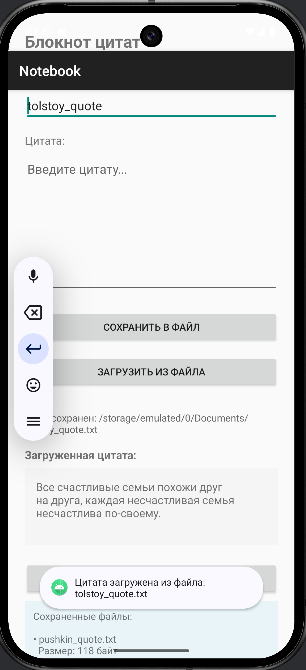 Блокнот цитат
Notebook
tolstoy_quote
Цитата:
Введите цитату...
СОХРАНИТЬ В ФАЙЛ
ЗАГРУЗИТЬ ИЗ ФАЙЛА
сохранен: /storage/emulated/0/Documents/
y_quote.txt
Загруженная цитата:
Все счастливые семьи похожи друг
на друга, каждая несчастливая семья
несчастлива по-своему.
Цитата загружена из файла:
tolstoy_quote.txt
Сохраненные файлы:
• pushkin_quote.txt
Размер: 118 байт